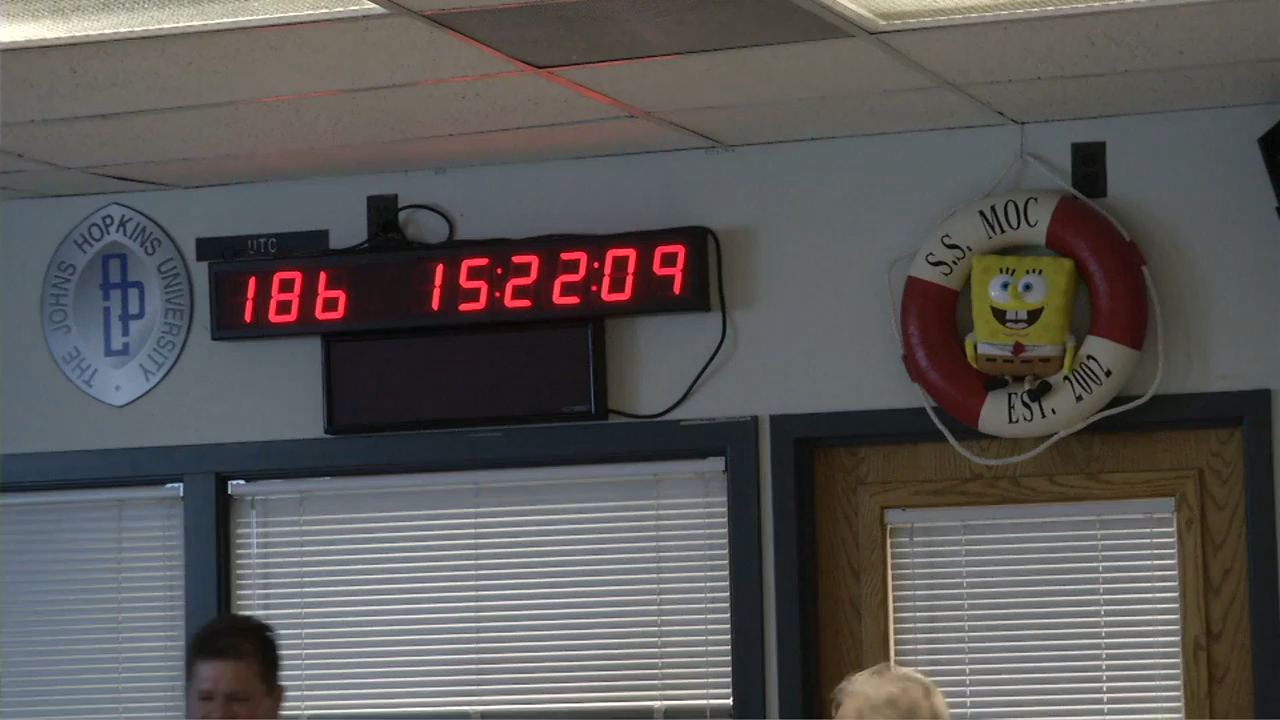 THE JOHNS HOPKINS UNIVERSITY
APL
UTC
186 15:22:09
S.S. MOC
EST. 2002